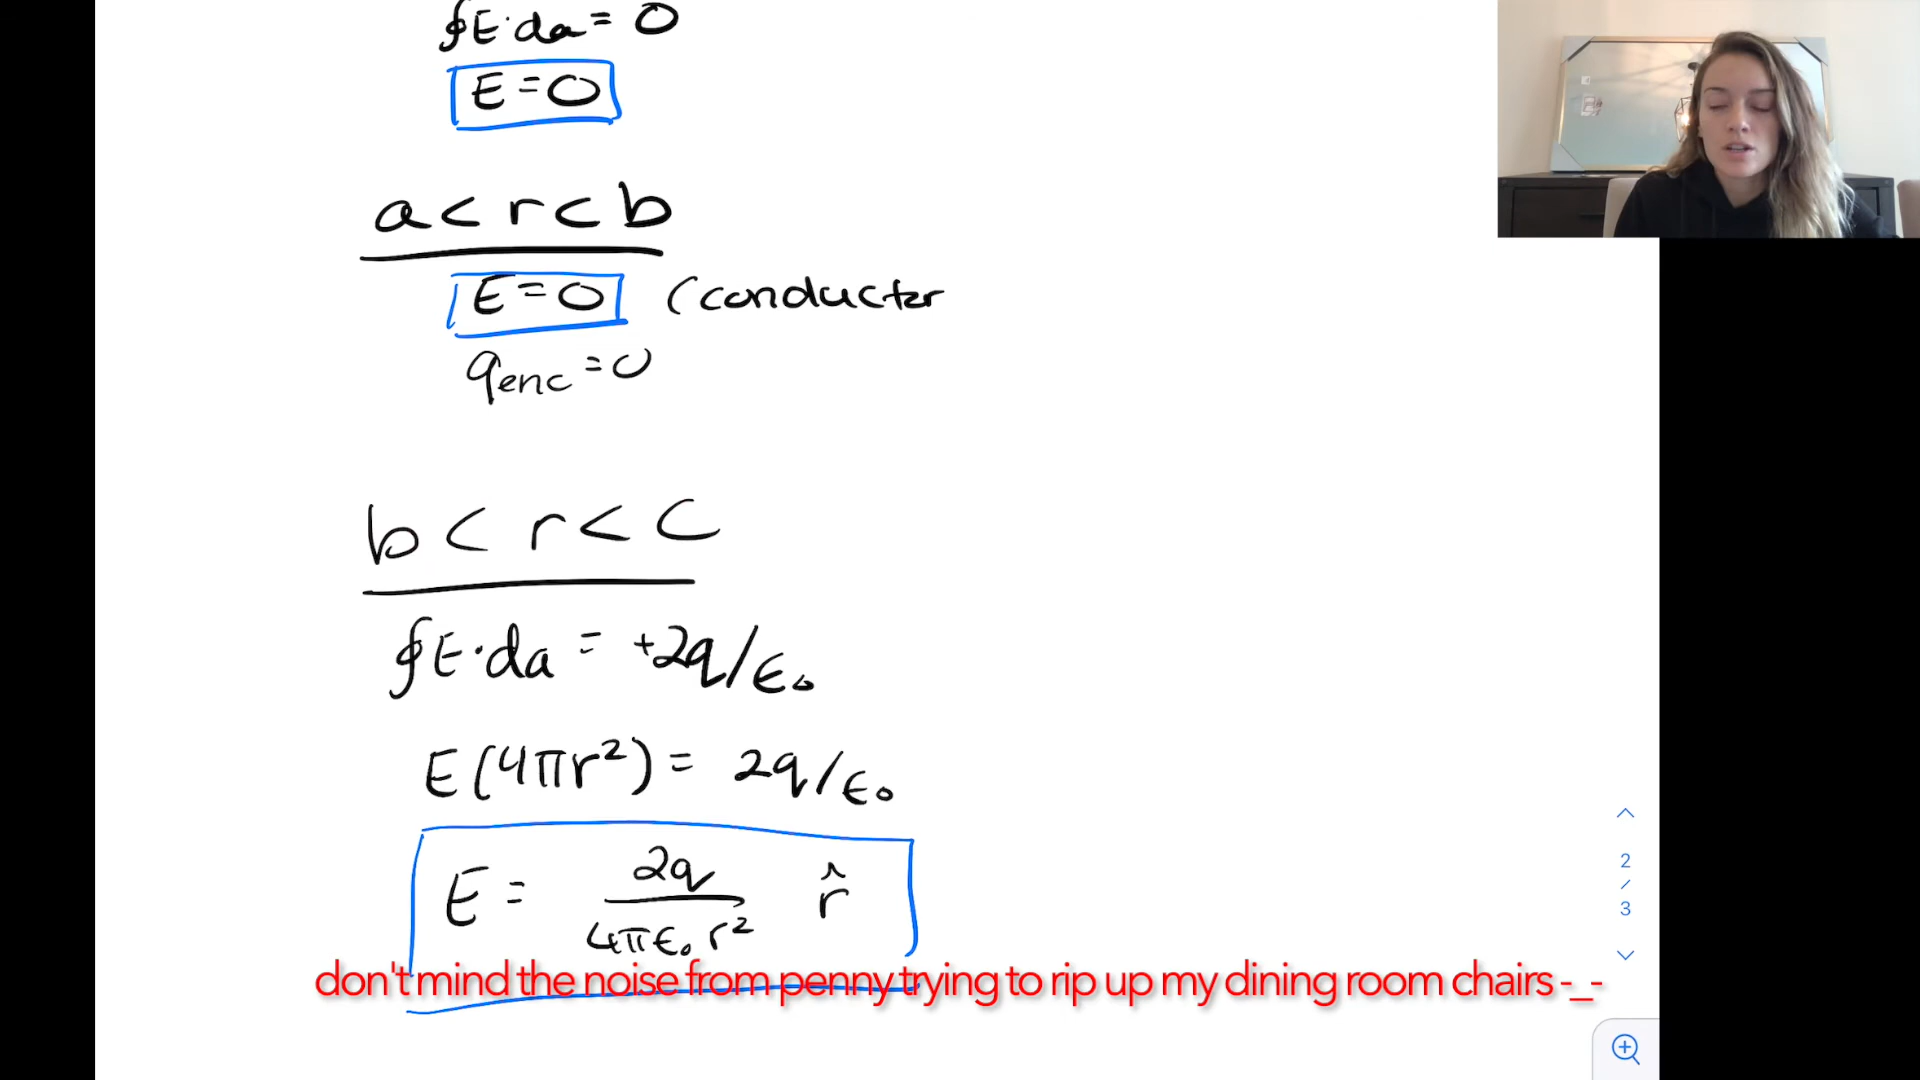 ∮E·da = 0
E = 0
a < r < b
E = 0 (conductor
qenc = 0
b < r < c
∮E·da = +2q/ϵ₀
E(4πr²) = 2q/ϵ₀
E = 2q / 4πϵ₀r² r̂
don't mind the noise from penny trying to rip up my dining room chairs -_-
2
/
3